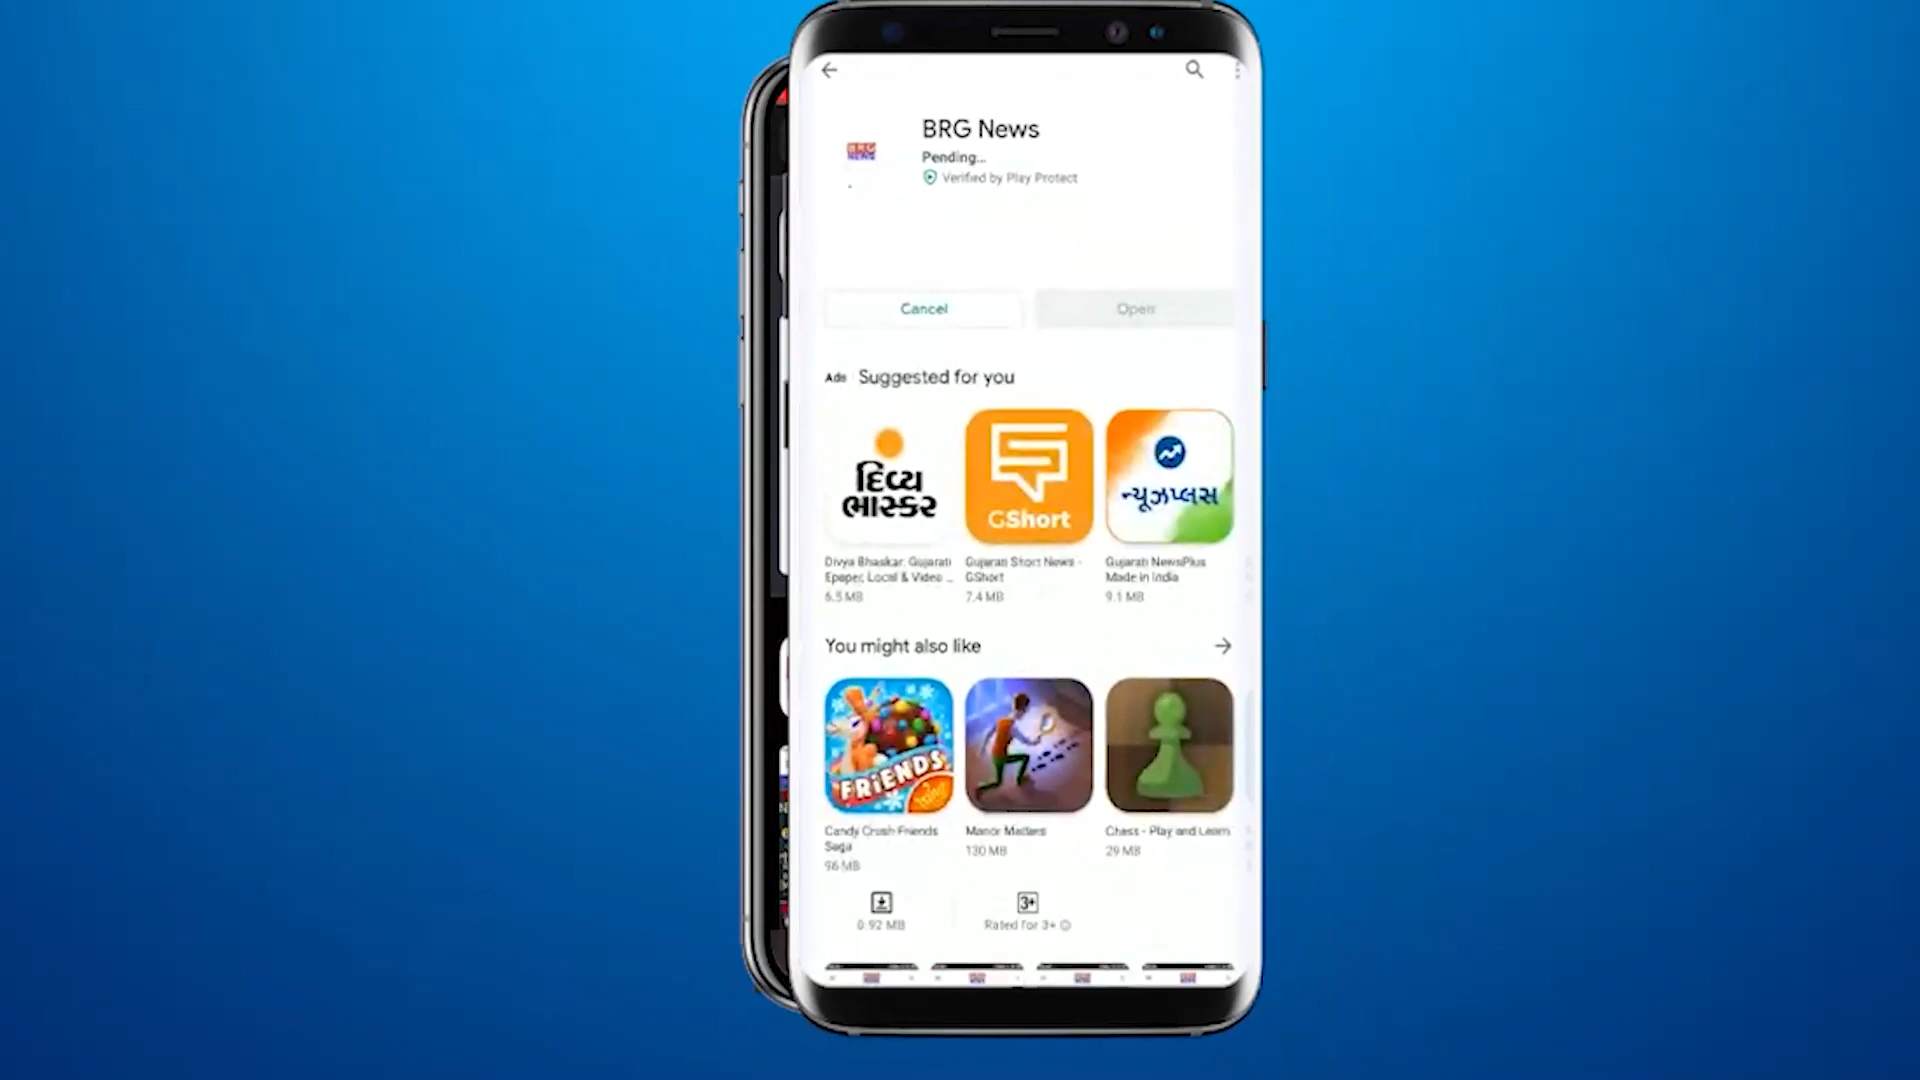 BRG News
BRG
NEWS
Pending...
Verified by Play Protect
Cancel
Open
Ads Suggested for you
દિવ્ય
ભાસ્કર
GShort
ન્યૂઝપ્લસ
Divya Bhaskar: Gujarati
Epaper, Local & Video ...
6.5 MB
Gujarati Short News -
GShort
7.4 MB
Gujarati NewsPlus
Made in India
9.1 MB
You might also like
FRIENDS
King
Candy Crush Friends
Saga
96 MB
Manor Matters
130 MB
Chess - Play and Learn
29 MB
0.92 MB
3+
Rated for 3+